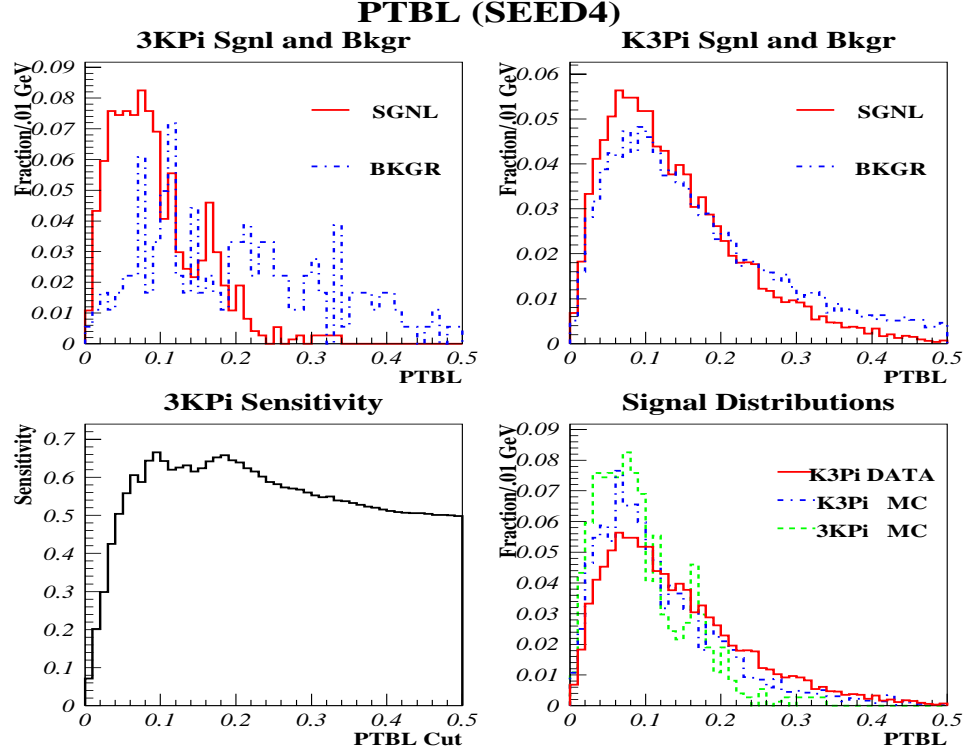 PTBL (SEED4)
3KPi Sgnl and Bkgr
Fraction/.01 GeV
0.09
0.08
0.07
0.06
0.05
0.04
0.03
0.02
0.01
0
SGNL
BKGR
0 0.1 0.2 0.3 0.4 0.5
PTBL
K3Pi Sgnl and Bkgr
Fraction/.01 GeV
0.06
0.05
0.04
0.03
0.02
0.01
0
SGNL
BKGR
0 0.1 0.2 0.3 0.4 0.5
PTBL
3KPi Sensitivity
Sensitivity
0.7
0.6
0.5
0.4
0.3
0.2
0.1
0
0 0.1 0.2 0.3 0.4 0.5
PTBL Cut
Signal Distributions
Fraction/.01 GeV
0.09
0.08
0.07
0.06
0.05
0.04
0.03
0.02
0.01
0
K3Pi DATA
K3Pi MC
3KPi MC
0 0.1 0.2 0.3 0.4 0.5
PTBL